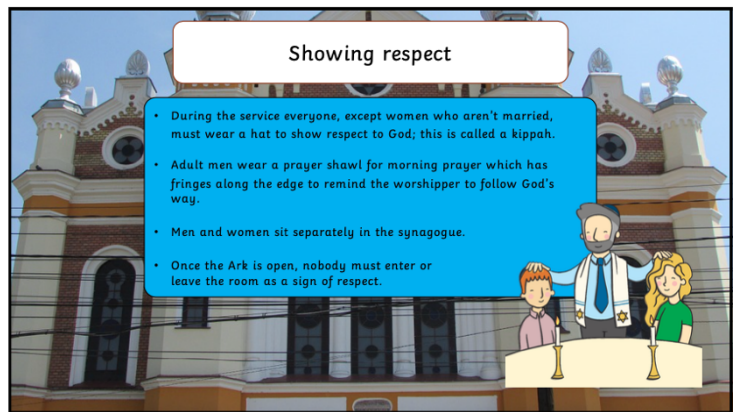 Showing respect
• During the service everyone, except women who aren't married,
must wear a hat to show respect to God; this is called a kippah.
• Adult men wear a prayer shawl for morning prayer which has
fringes along the edge to remind the worshipper to follow God's
way.
• Men and women sit separately in the synagogue.
• Once the Ark is open, nobody must enter or
leave the room as a sign of respect.